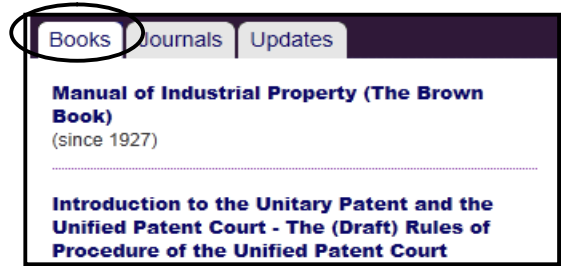 Books Journals Updates
Manual of Industrial Property (The Brown
Book)
(since 1927)
Introduction to the Unitary Patent and the
Unified Patent Court - The (Draft) Rules of
Procedure of the Unified Patent Court